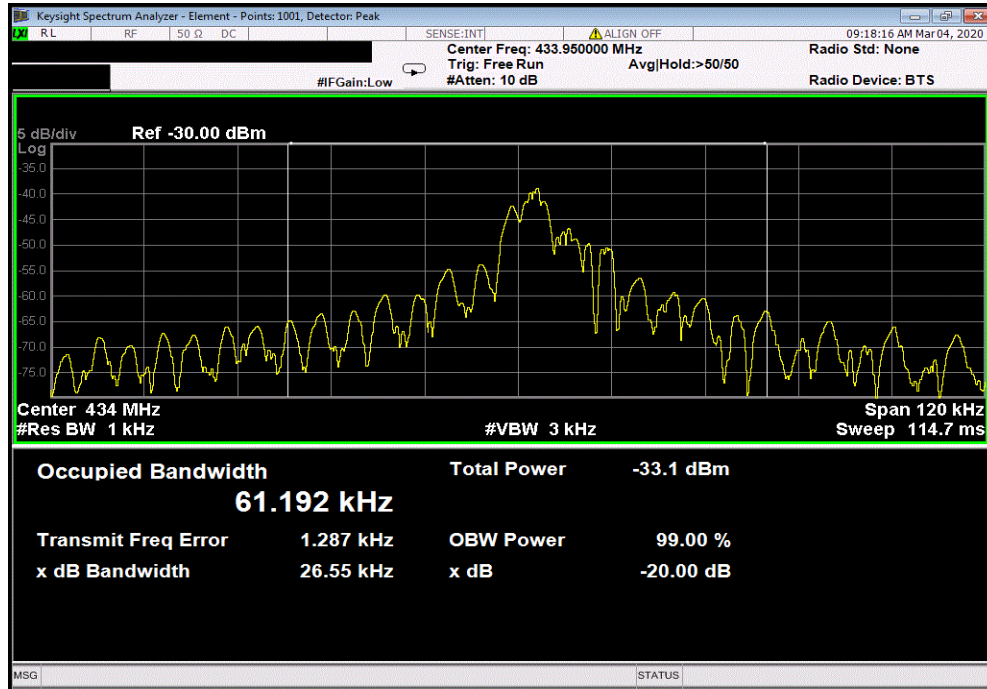 Keysight Spectrum Analyzer - Element - Points: 1001, Detector: Peak
LXI RL RF 50 Ω DC SENSE:INT ALIGN OFF 09:18:16 AM Mar 04, 2020
Center Freq: 433.950000 MHz Radio Std: None
Trig: Free Run Avg|Hold:>50/50
#IFGain:Low #Atten: 10 dB Radio Device: BTS
5 dB/div Ref -30.00 dBm
Log
-35.0
-40.0
-45.0
-50.0
-55.0
-60.0
-65.0
-70.0
-75.0
Center 434 MHz Span 120 kHz
#Res BW 1 kHz #VBW 3 kHz Sweep 114.7 ms
Occupied Bandwidth Total Power -33.1 dBm
61.192 kHz
Transmit Freq Error 1.287 kHz OBW Power 99.00 %
x dB Bandwidth 26.55 kHz x dB -20.00 dB
MSG STATUS